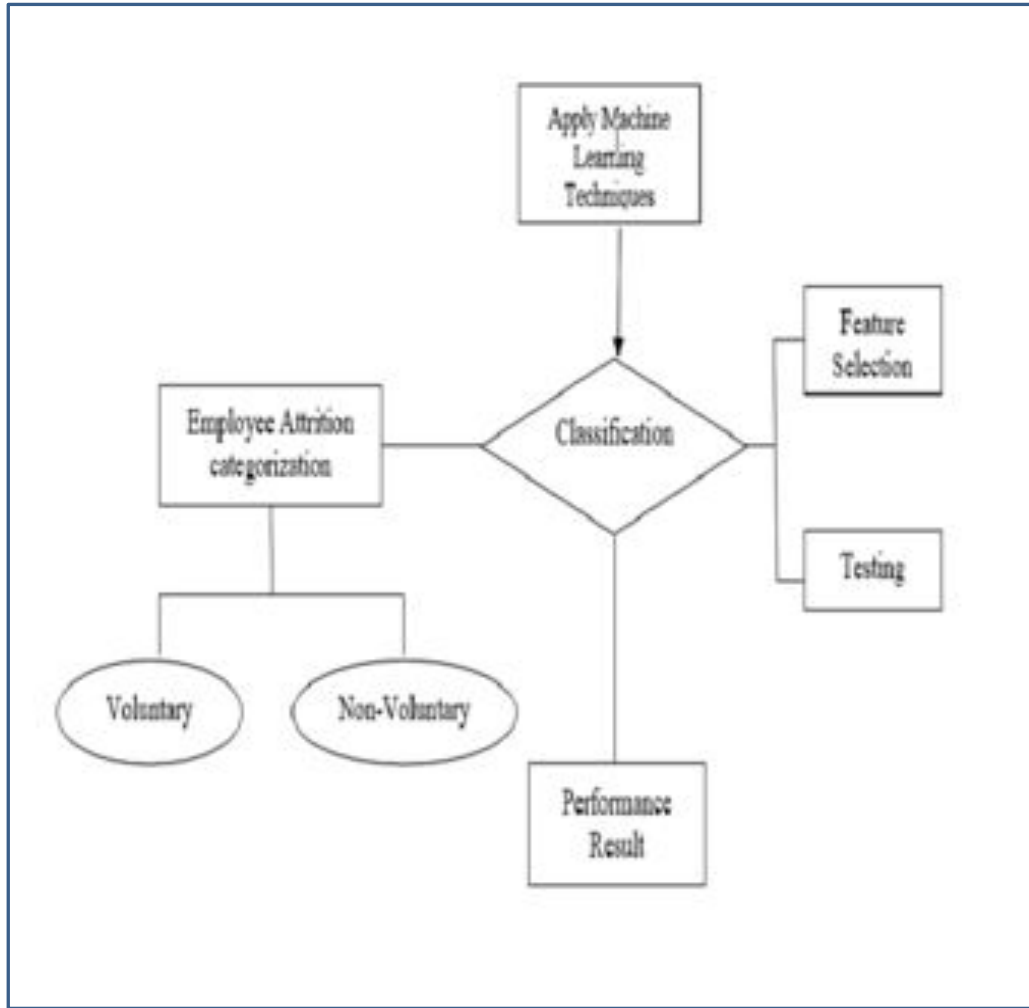 Apply Machine
Learning
Techniques
Feature
Selection
Classification
Employee Attrition
categorization
Testing
Voluntary
Non-Voluntary
Performance
Result